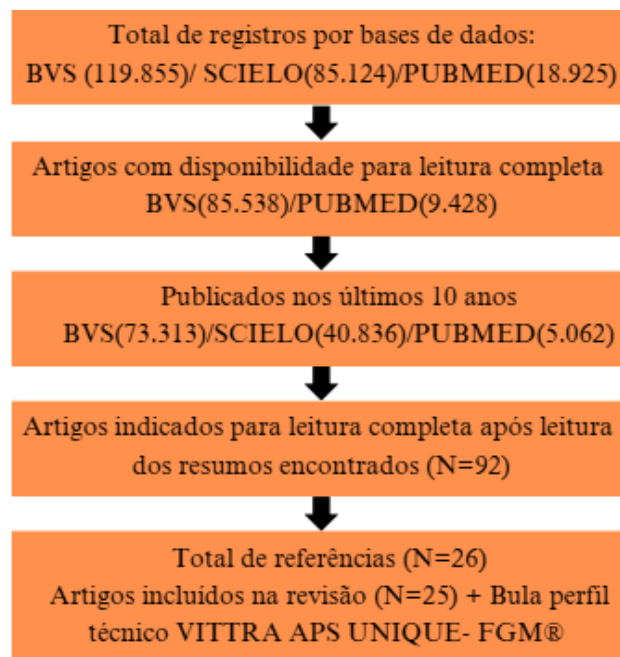 Total de registros por bases de dados:
BVS (119.855)/ SCIELO(85.124)/PUBMED(18.925)
Artigos com disponibilidade para leitura completa
BVS(85.538)/PUBMED(9.428)
Publicados nos últimos 10 anos
BVS(73.313)/SCIELO(40.836)/PUBMED(5.062)
Artigos indicados para leitura completa após leitura
dos resumos encontrados (N=92)
Total de referências (N=26)
Artigos incluídos na revisão (N=25) + Bula perfil
técnico VITTRA APS UNIQUE- FGM®